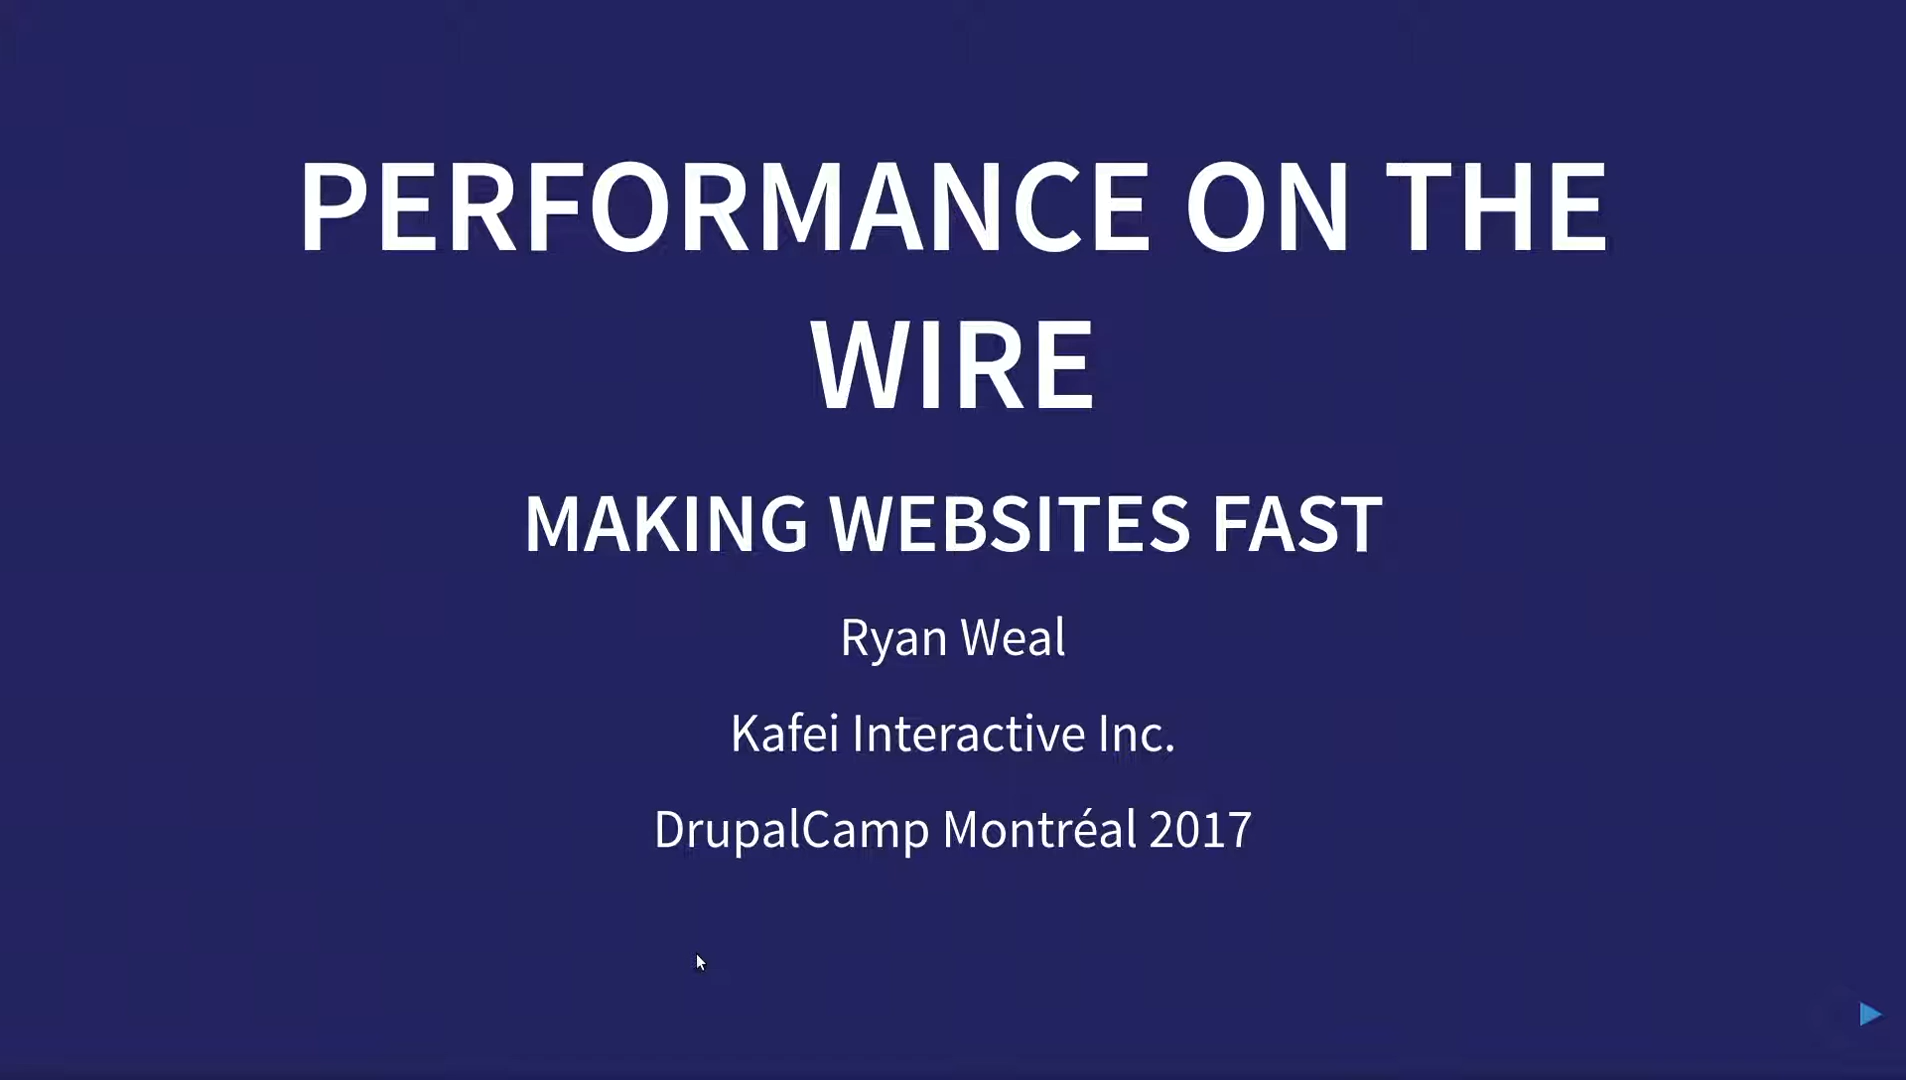 PERFORMANCE ON THE
WIRE
MAKING WEBSITES FAST
Ryan Weal
Kafei Interactive Inc.
DrupalCamp Montréal 2017